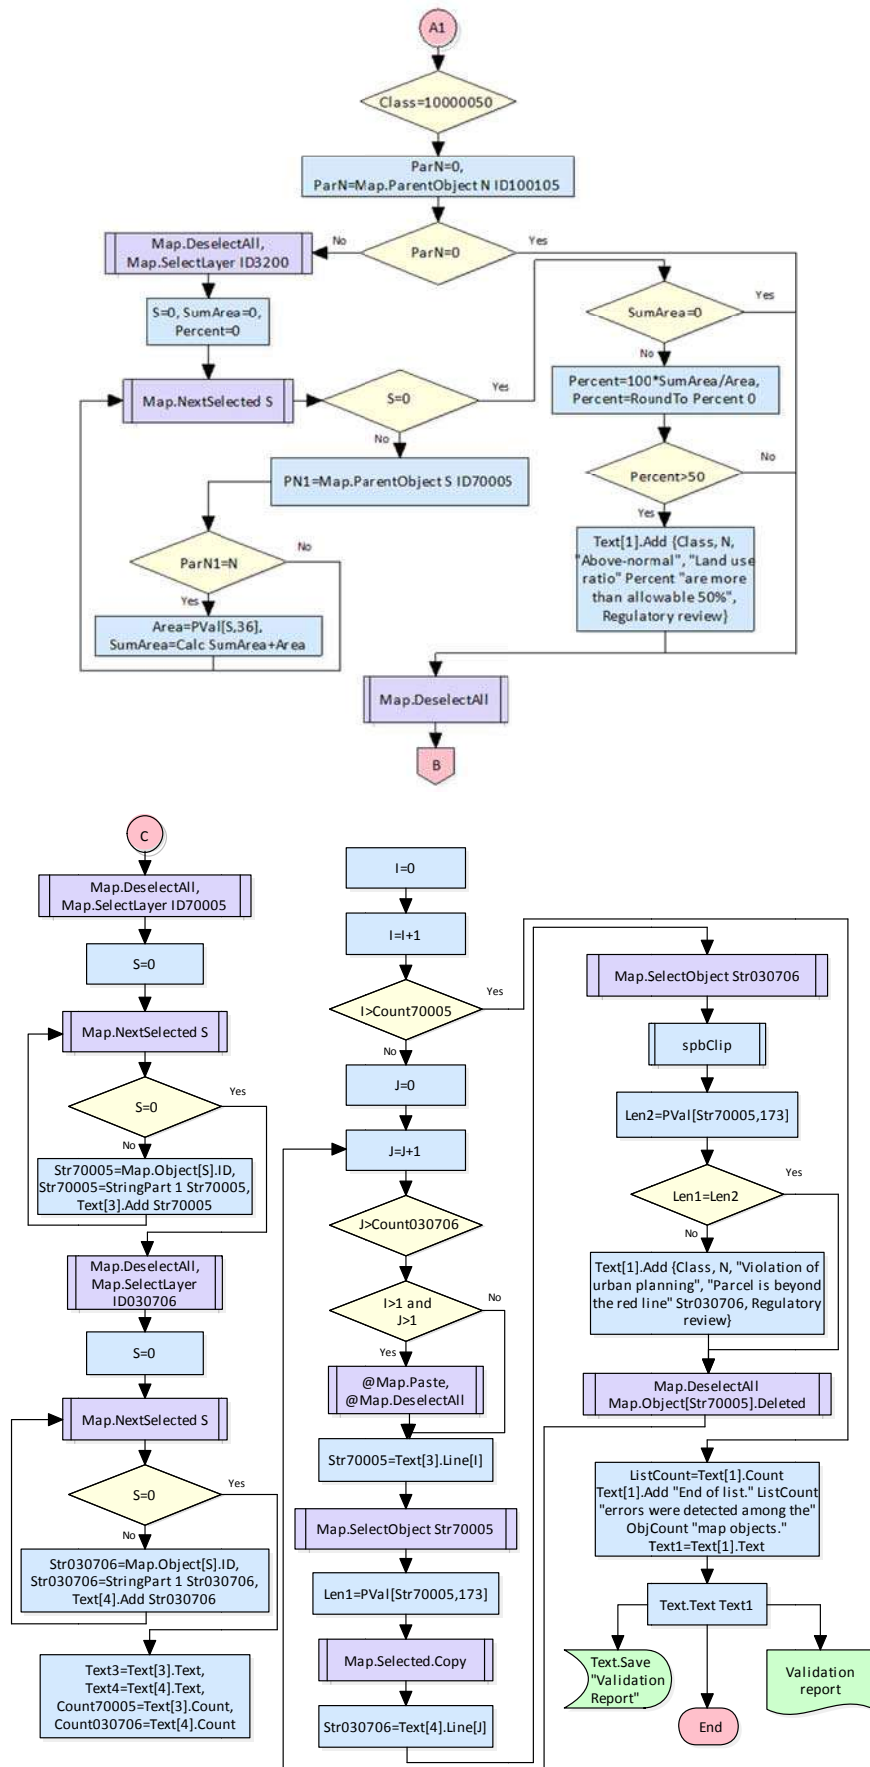 A1
Class=10000050
ParN=0,
ParN=Map.ParentObject N ID100105
ParN=0
No
Yes
Map.DeselectAll,
Map.SelectLayer ID3200
S=0, SumArea=0,
Percent=0
Map.NextSelected S
S=0
Yes
No
PN1=Map.ParentObject S ID70005
ParN1=N
No
Yes
Area=PVal[S,36],
SumArea=Calc SumArea+Area
SumArea=0
Yes
No
Percent=100*SumArea/Area,
Percent=RoundTo Percent 0
Percent>50
No
Yes
Text[1].Add {Class, N,
"Above-normal", "Land use
ratio" Percent "are more
than allowable 50%",
Regulatory review}
Map.DeselectAll
B
C
Map.DeselectAll,
Map.SelectLayer ID70005
S=0
Map.NextSelected S
S=0
Yes
No
Str70005=Map.Object[S].ID,
Str70005=StringPart 1 Str70005,
Text[3].Add Str70005
Map.DeselectAll,
Map.SelectLayer
ID030706
S=0
Map.NextSelected S
S=0
Yes
No
Str030706=Map.Object[S].ID,
Str030706=StringPart 1 Str030706,
Text[4].Add Str030706
Text3=Text[3].Text,
Text4=Text[4].Text,
Count70005=Text[3].Count,
Count030706=Text[4].Count
I=0
I=I+1
I>Count70005
Yes
No
J=0
J=J+1
J>Count030706
I>1 and
J>1
No
Yes
@Map.Paste,
@Map.DeselectAll
Str70005=Text[3].Line[I]
Map.SelectObject Str70005
Len1=PVal[Str70005,173]
Map.Selected.Copy
Str030706=Text[4].Line[J]
Map.SelectObject Str030706
spbClip
Len2=PVal[Str70005,173]
Len1=Len2
Yes
No
Text[1].Add {Class, N, "Violation of
urban planning", "Parcel is beyond
the red line" Str030706, Regulatory
review}
Map.DeselectAll
Map.Object[Str70005].Deleted
ListCount=Text[1].Count
Text[1].Add "End of list." ListCount
"errors were detected among the"
ObjCount "map objects."
Text1=Text[1].Text
Text.Text Text1
Text.Save
"Validation
Report"
End
Validation
report